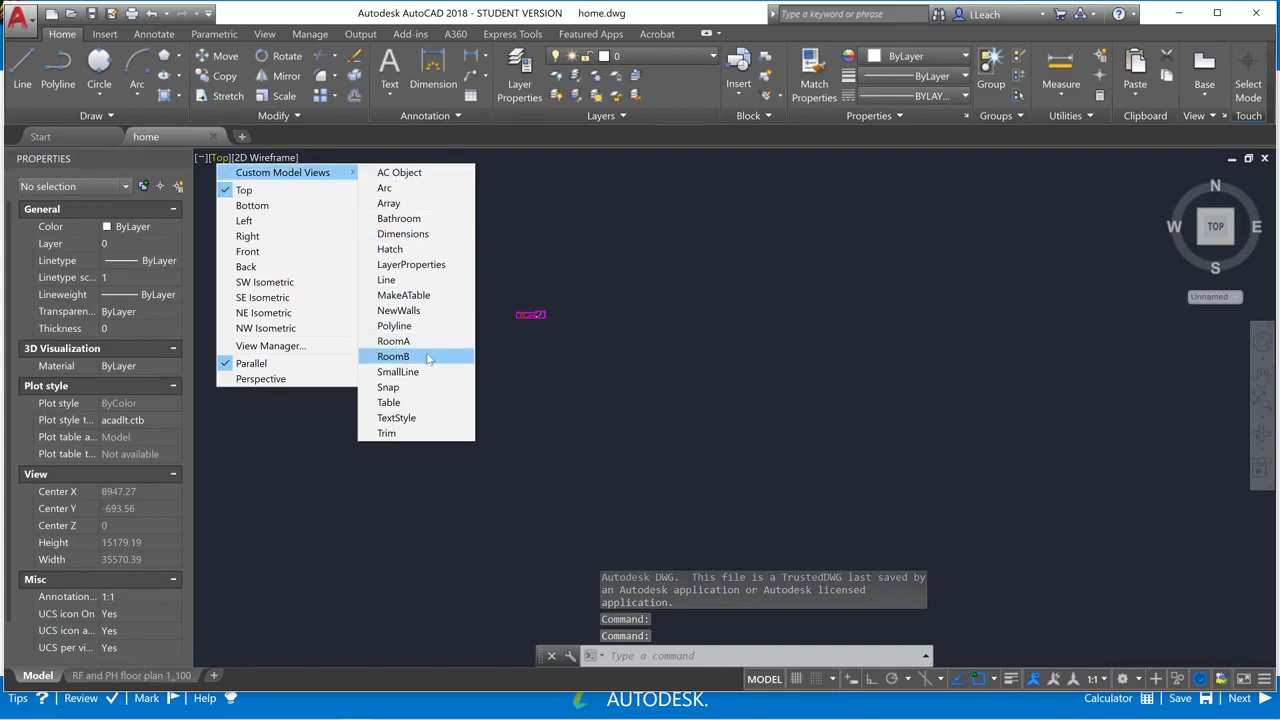 Autodesk AutoCAD 2018 - STUDENT VERSION home.dwg
Type a keyword or phrase
LLeach
Home Insert Annotate Parametric View Manage Output Add-ins A360 Express Tools Featured Apps Acrobat
Line Polyline Circle Arc
Move Rotate
Copy Mirror
Stretch Scale
Text Dimension
Layer Properties
0
Insert
Match Properties
ByLayer
ByLayer
BYLAY...
Group
Measure
Paste
Base
Select Mode
Draw Modify Annotation Layers Block Properties Groups Utilities Clipboard View Touch
Start home
PROPERTIES
No selection
General
Color ByLayer
Layer 0
Linetype ByLayer
Linetype sc... 1
Lineweight ByLayer
Transparen... ByLayer
Thickness 0
3D Visualization
Material ByLayer
Plot style
Plot style ByColor
Plot style t... acadlt.ctb
Plot table a... Model
Plot table t... Not available
View
Center X 8947.27
Center Y -693.56
Center Z 0
Height 15179.19
Width 35570.39
Misc
Annotation... 1:1
UCS icon On Yes
UCS icon a... Yes
UCS per vi... Yes
[−][Top][2D Wireframe]
Custom Model Views
Top
Bottom
Left
Right
Front
Back
SW Isometric
SE Isometric
NE Isometric
NW Isometric
View Manager...
Parallel
Perspective
AC Object
Arc
Array
Bathroom
Dimensions
Hatch
LayerProperties
Line
MakeATable
NewWalls
Polyline
RoomA
RoomB
SmallLine
Snap
Table
TextStyle
Trim
N
W TOP E
S
Unnamed
Autodesk DWG. This file is a TrustedDWG last saved by
an Autodesk application or Autodesk licensed
application.
Command:
Command:
Type a command
Model RF and PH floor plan 1_100
MODEL 1:1
Tips Review Mark Help AUTODESK. Calculator Save Next